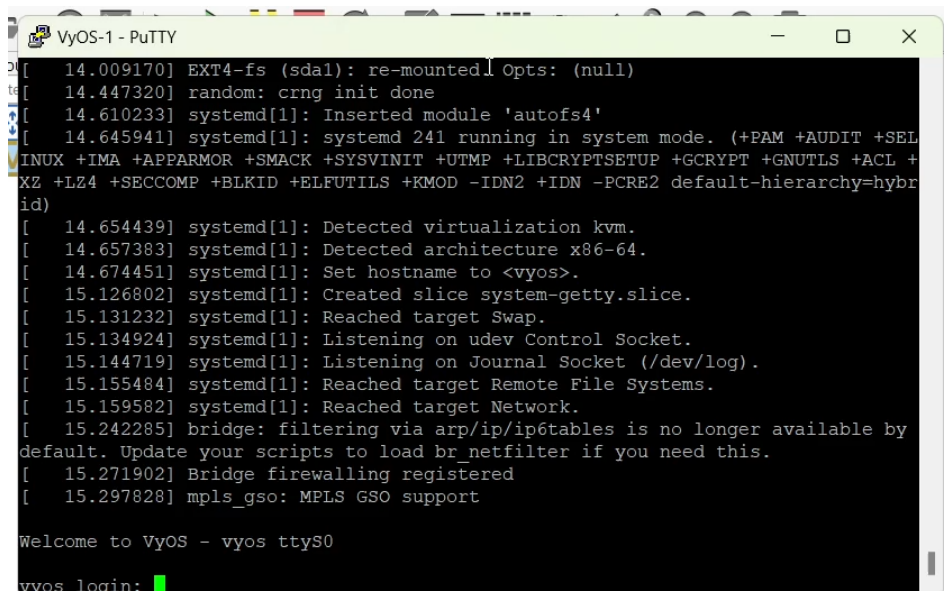 VyOS-1 - PuTTY
[   14.009170] EXT4-fs (sda1): re-mounted. Opts: (null)
[   14.447320] random: crng init done
[   14.610233] systemd[1]: Inserted module 'autofs4'
[   14.645941] systemd[1]: systemd 241 running in system mode. (+PAM +AUDIT +SEL
INUX +IMA +APPARMOR +SMACK +SYSVINIT +UTMP +LIBCRYPTSETUP +GCRYPT +GNUTLS +ACL +
XZ +LZ4 +SECCOMP +BLKID +ELFUTILS +KMOD -IDN2 +IDN -PCRE2 default-hierarchy=hybr
id)
[   14.654439] systemd[1]: Detected virtualization kvm.
[   14.657383] systemd[1]: Detected architecture x86-64.
[   14.674451] systemd[1]: Set hostname to <vyos>.
[   15.126802] systemd[1]: Created slice system-getty.slice.
[   15.131232] systemd[1]: Reached target Swap.
[   15.134924] systemd[1]: Listening on udev Control Socket.
[   15.144719] systemd[1]: Listening on Journal Socket (/dev/log).
[   15.155484] systemd[1]: Reached target Remote File Systems.
[   15.159582] systemd[1]: Reached target Network.
[   15.242285] bridge: filtering via arp/ip/ip6tables is no longer available by
default. Update your scripts to load br_netfilter if you need this.
[   15.271902] Bridge firewalling registered
[   15.297828] mpls_gso: MPLS GSO support
Welcome to VyOS - vyos ttyS0
vyos login: